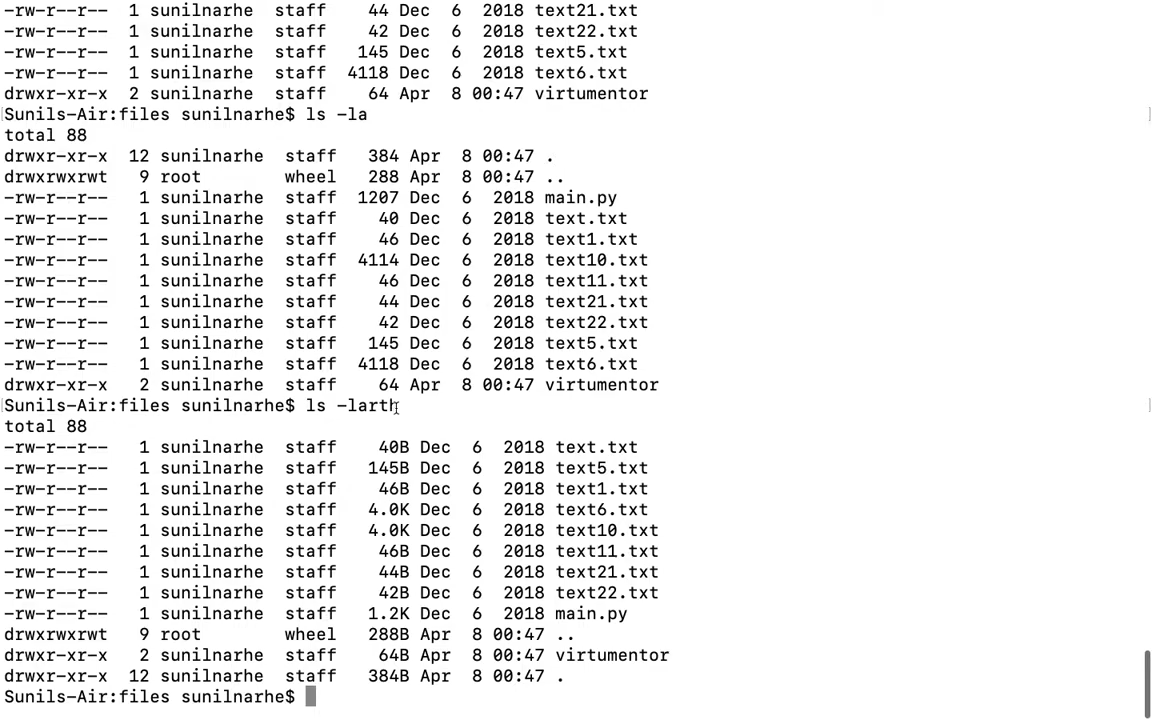 -rw-r--r-- 1 sunilnarhe staff 44 Dec 6 2018 text21.txt
-rw-r--r-- 1 sunilnarhe staff 42 Dec 6 2018 text22.txt
-rw-r--r-- 1 sunilnarhe staff 145 Dec 6 2018 text5.txt
-rw-r--r-- 1 sunilnarhe staff 4118 Dec 6 2018 text6.txt
drwxr-xr-x 2 sunilnarhe staff 64 Apr 8 00:47 virtumentor
Sunils-Air:files sunilnarhe$ ls -la
total 88
drwxr-xr-x 12 sunilnarhe staff 384 Apr 8 00:47 .
drwxrwxrwt 9 root wheel 288 Apr 8 00:47 ..
-rw-r--r-- 1 sunilnarhe staff 1207 Dec 6 2018 main.py
-rw-r--r-- 1 sunilnarhe staff 40 Dec 6 2018 text.txt
-rw-r--r-- 1 sunilnarhe staff 46 Dec 6 2018 text1.txt
-rw-r--r-- 1 sunilnarhe staff 4114 Dec 6 2018 text10.txt
-rw-r--r-- 1 sunilnarhe staff 46 Dec 6 2018 text11.txt
-rw-r--r-- 1 sunilnarhe staff 44 Dec 6 2018 text21.txt
-rw-r--r-- 1 sunilnarhe staff 42 Dec 6 2018 text22.txt
-rw-r--r-- 1 sunilnarhe staff 145 Dec 6 2018 text5.txt
-rw-r--r-- 1 sunilnarhe staff 4118 Dec 6 2018 text6.txt
drwxr-xr-x 2 sunilnarhe staff 64 Apr 8 00:47 virtumentor
Sunils-Air:files sunilnarhe$ ls -larth
total 88
-rw-r--r-- 1 sunilnarhe staff 40B Dec 6 2018 text.txt
-rw-r--r-- 1 sunilnarhe staff 145B Dec 6 2018 text5.txt
-rw-r--r-- 1 sunilnarhe staff 46B Dec 6 2018 text1.txt
-rw-r--r-- 1 sunilnarhe staff 4.0K Dec 6 2018 text6.txt
-rw-r--r-- 1 sunilnarhe staff 4.0K Dec 6 2018 text10.txt
-rw-r--r-- 1 sunilnarhe staff 46B Dec 6 2018 text11.txt
-rw-r--r-- 1 sunilnarhe staff 44B Dec 6 2018 text21.txt
-rw-r--r-- 1 sunilnarhe staff 42B Dec 6 2018 text22.txt
-rw-r--r-- 1 sunilnarhe staff 1.2K Dec 6 2018 main.py
drwxrwxrwt 9 root wheel 288B Apr 8 00:47 ..
drwxr-xr-x 2 sunilnarhe staff 64B Apr 8 00:47 virtumentor
drwxr-xr-x 12 sunilnarhe staff 384B Apr 8 00:47 .
Sunils-Air:files sunilnarhe$